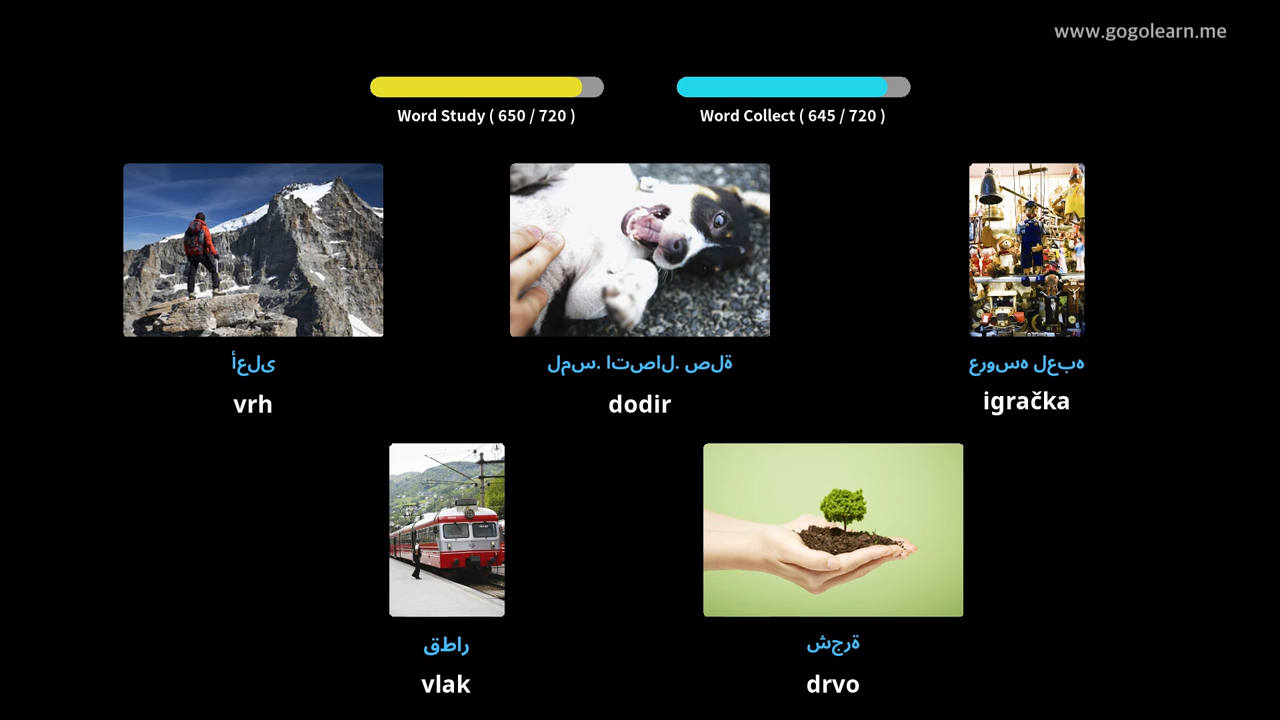 www.gogolearn.me
Word Study ( 650 / 720 )
Word Collect ( 645 / 720 )
أعلى
vrh
لمس. اتصال. صلة
dodir
عروسه لعبه
igračka
قطار
vlak
شجرة
drvo